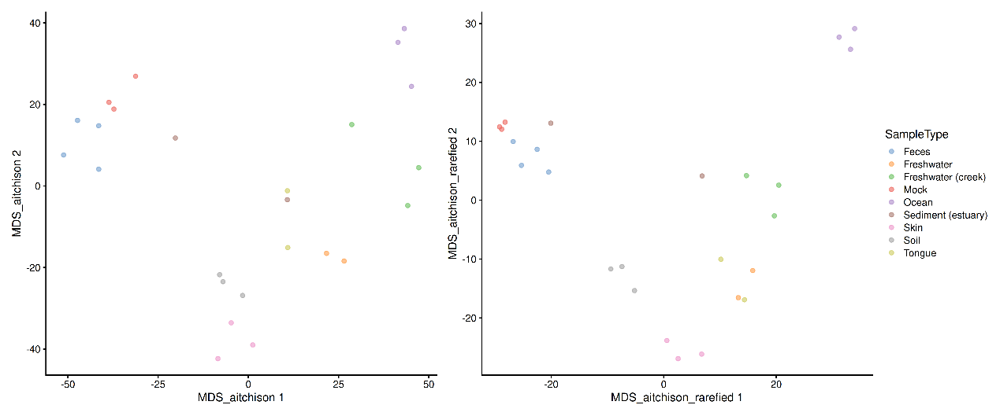 40
20
0
-20
-40
MDS_aitchison 2
-50
-25
0
25
50
MDS_aitchison 1
30
20
10
0
-10
-20
MDS_aitchison_rarefied 2
-20
0
20
MDS_aitchison_rarefied 1
SampleType
Feces
Freshwater
Freshwater (creek)
Mock
Ocean
Sediment (estuary)
Skin
Soil
Tongue